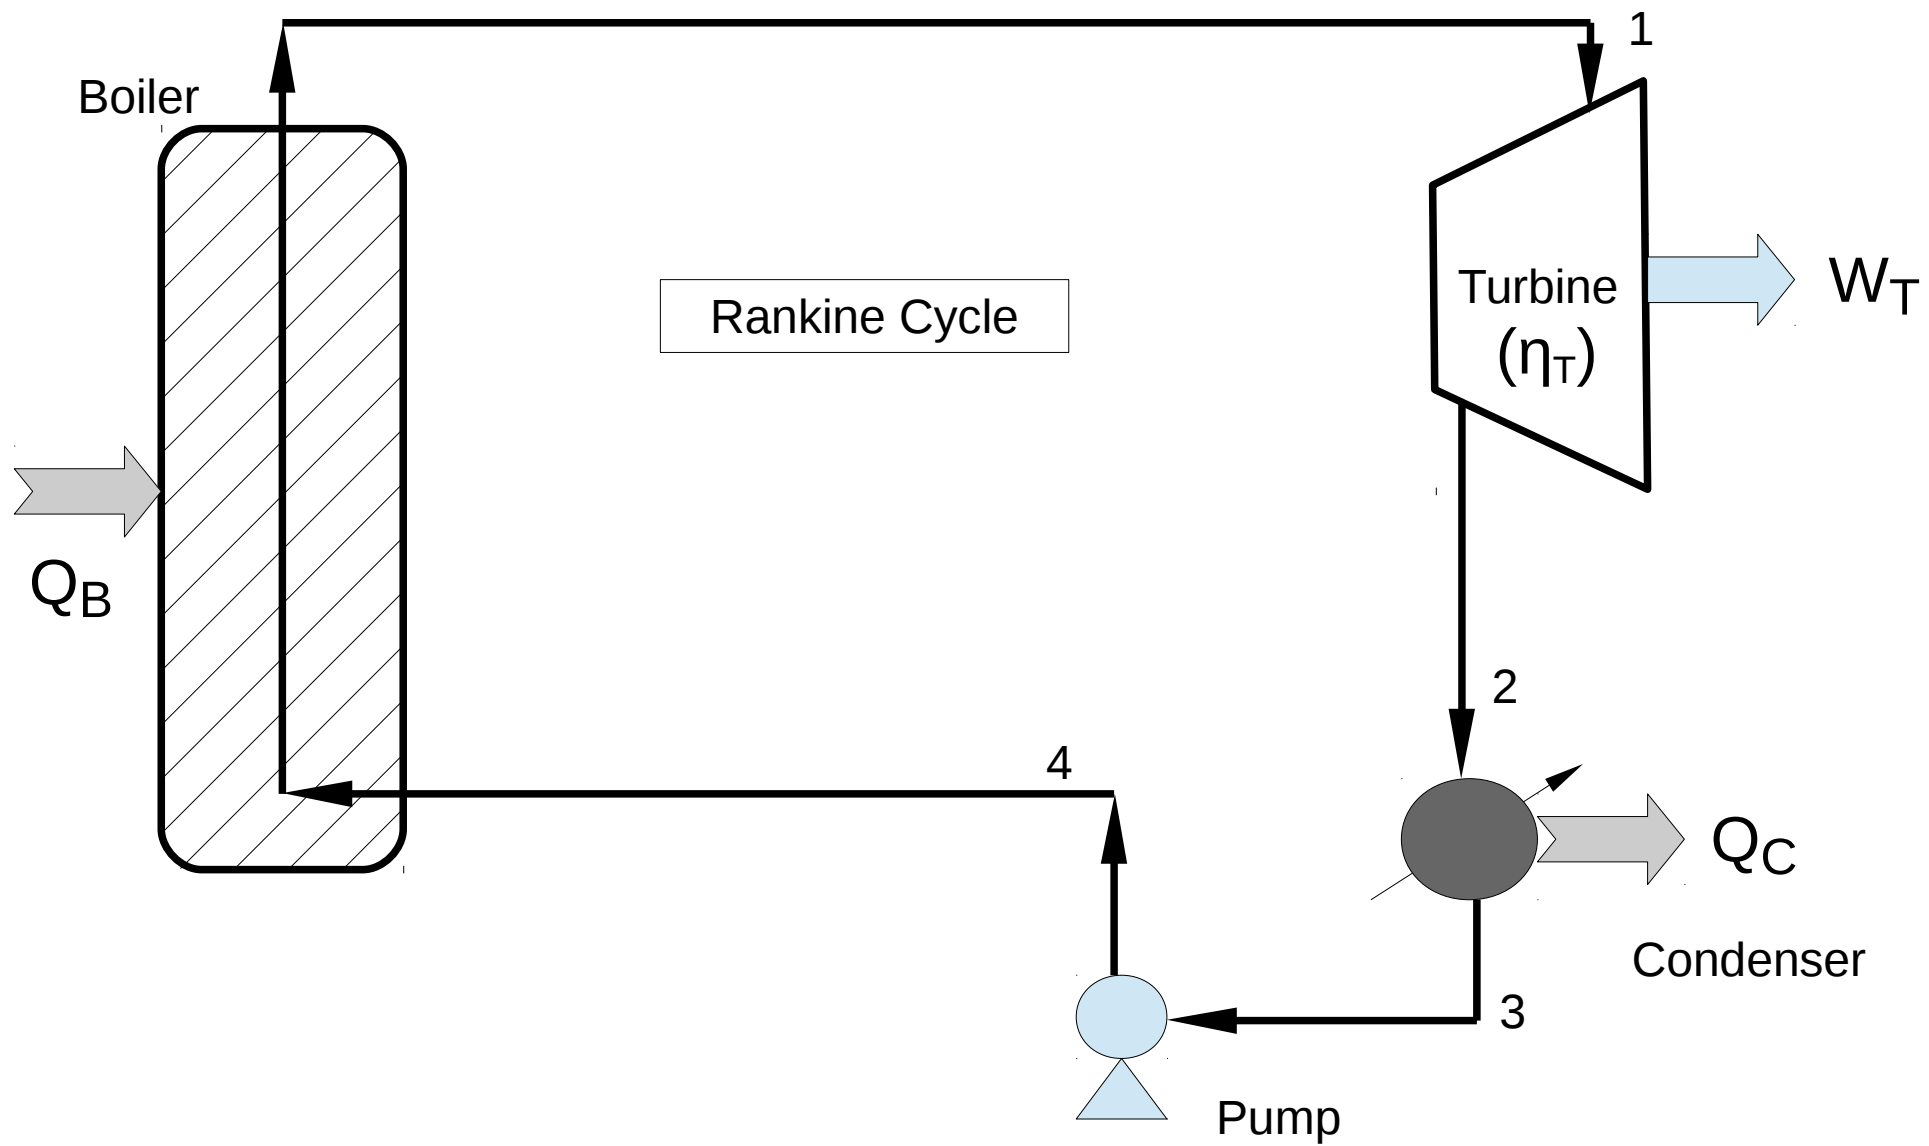 1
Boiler
Rankine Cycle
Turbine
(ηT)
WT
QB
2
4
QC
Condenser
3
Pump